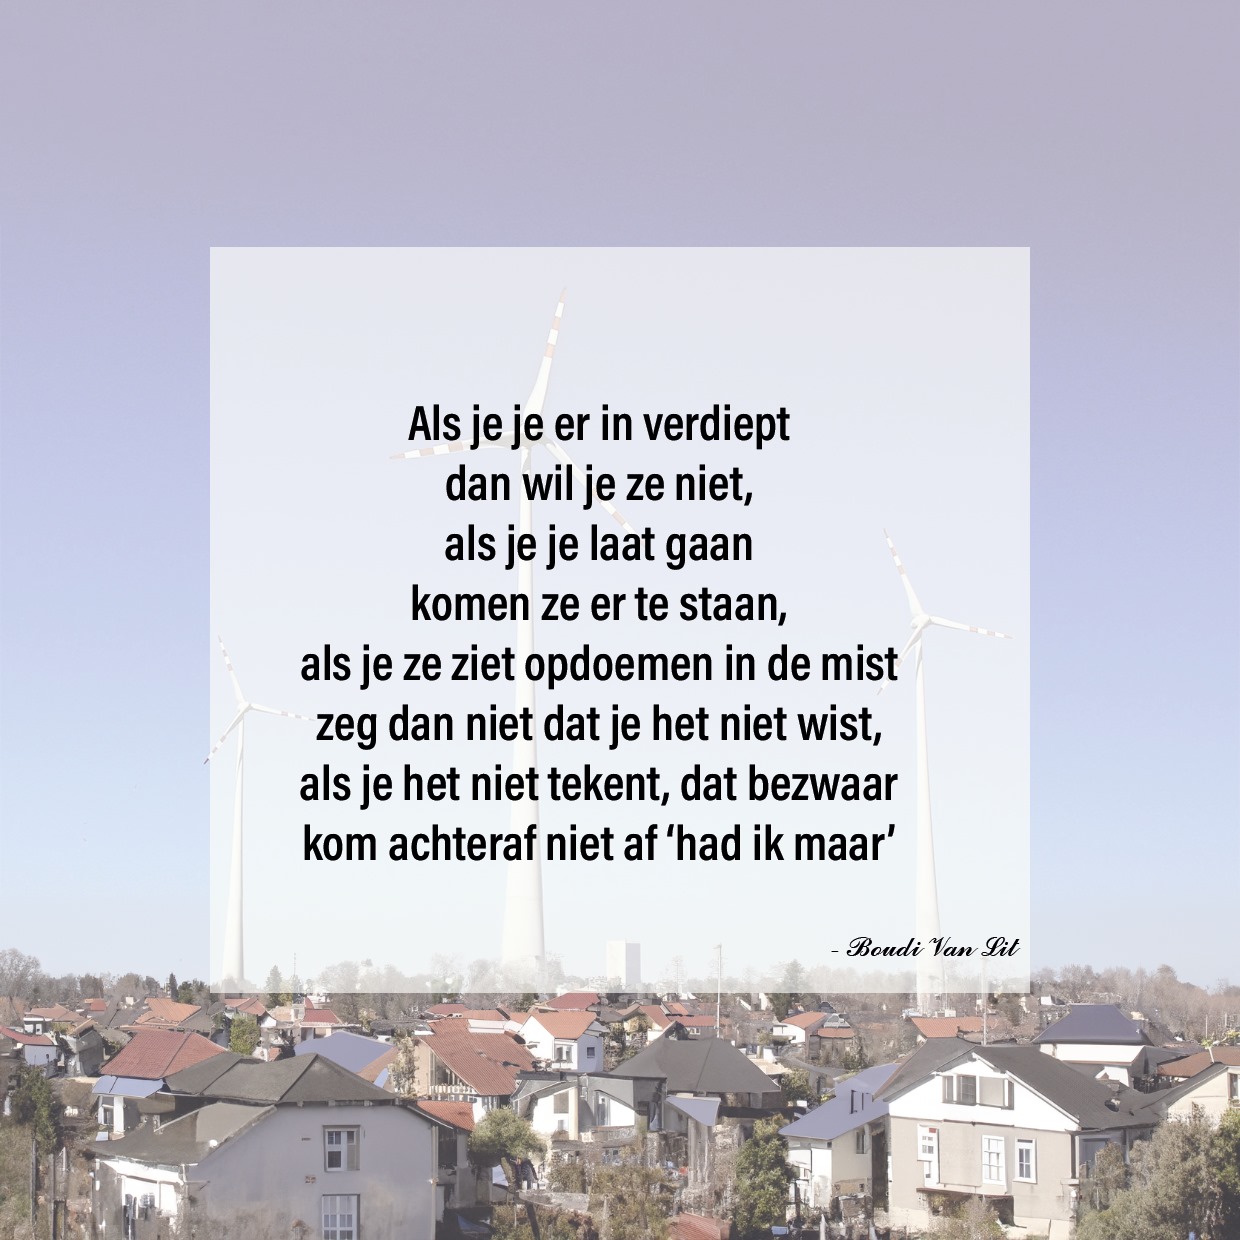 Als je je er in verdiept
dan wil je ze niet,
als je je laat gaan
komen ze er te staan,
als je ze ziet opdoemen in de mist
zeg dan niet dat je het niet wist,
als je het niet tekent, dat bezwaar
kom achteraf niet af ‘had ik maar’
- Boudi Van Lit